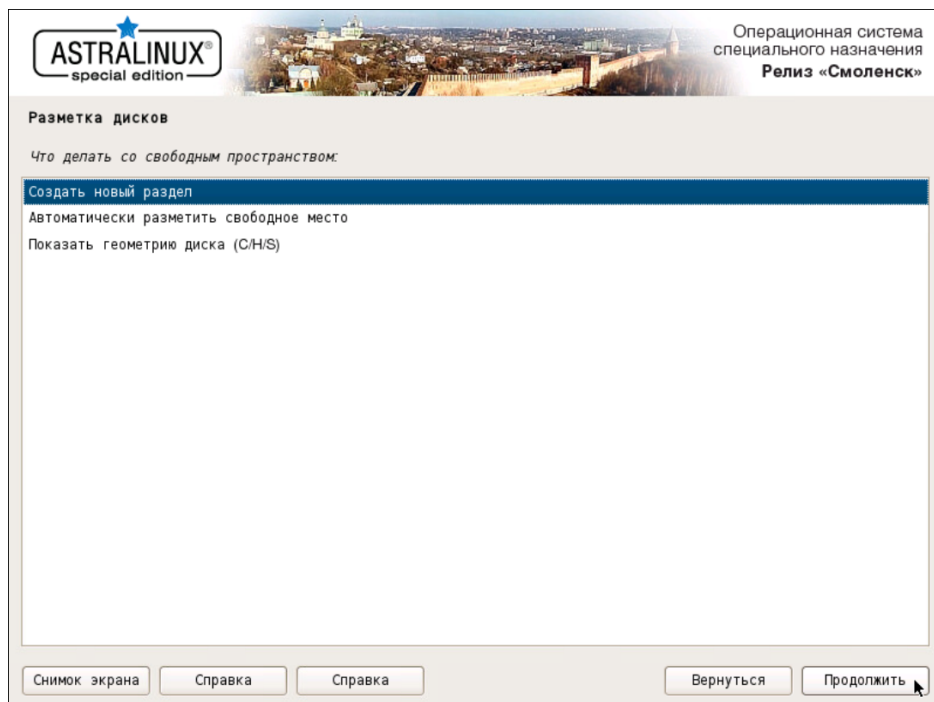 ASTRALINUX®
special edition
Операционная система
специального назначения
Релиз «Смоленск»
Разметка дисков
Что делать со свободным пространством:
Создать новый раздел
Автоматически разметить свободное место
Показать геометрию диска (C/H/S)
Снимок экрана
Справка
Справка
Вернуться
Продолжить